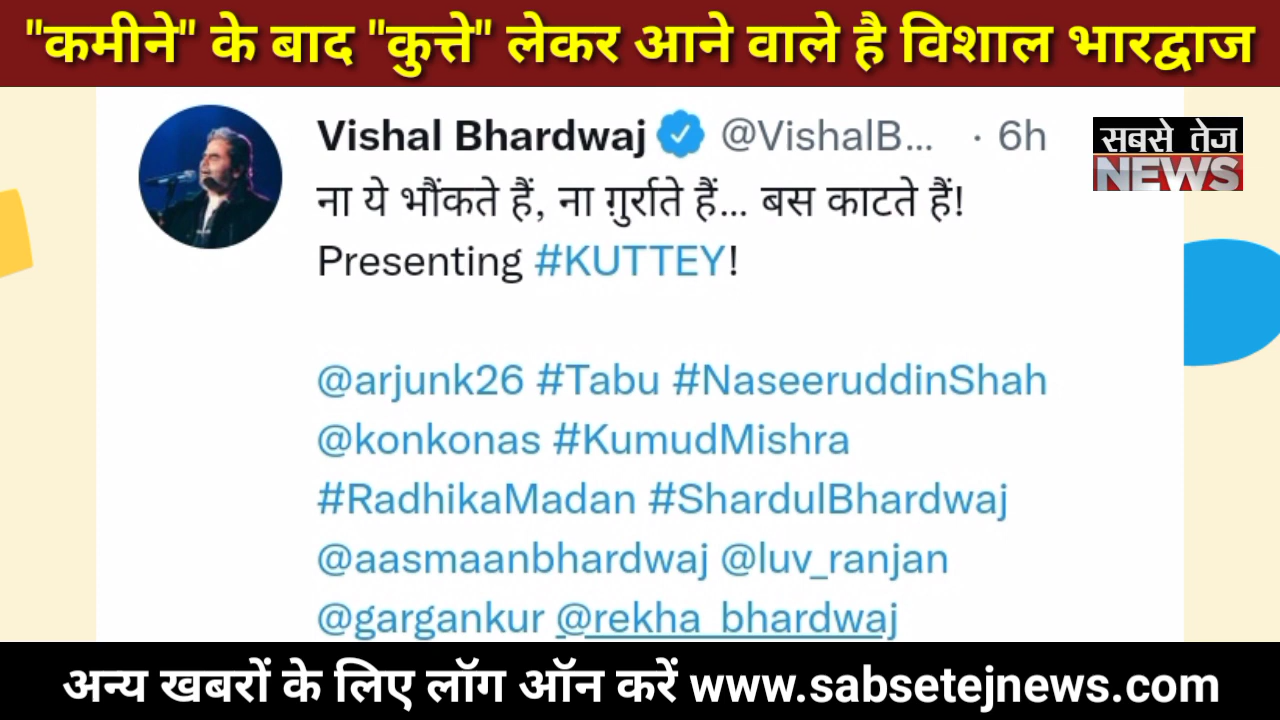 "कमीने" के बाद "कुत्ते" लेकर आने वाले है विशाल भारद्वाज
Vishal Bhardwaj @VishalB... · 6h
सबसे तेज
NEWS
ना ये भौंकते हैं, ना ग़ुर्राते हैं... बस काटते हैं!
Presenting #KUTTEY!
@arjunk26 #Tabu #NaseeruddinShah
@konkonas #KumudMishra
#RadhikaMadan #ShardulBhardwaj
@aasmaanbhardwaj @luv_ranjan
@gargankur @rekha_bhardwaj
अन्य खबरों के लिए लॉग ऑन करें www.sabsetejnews.com